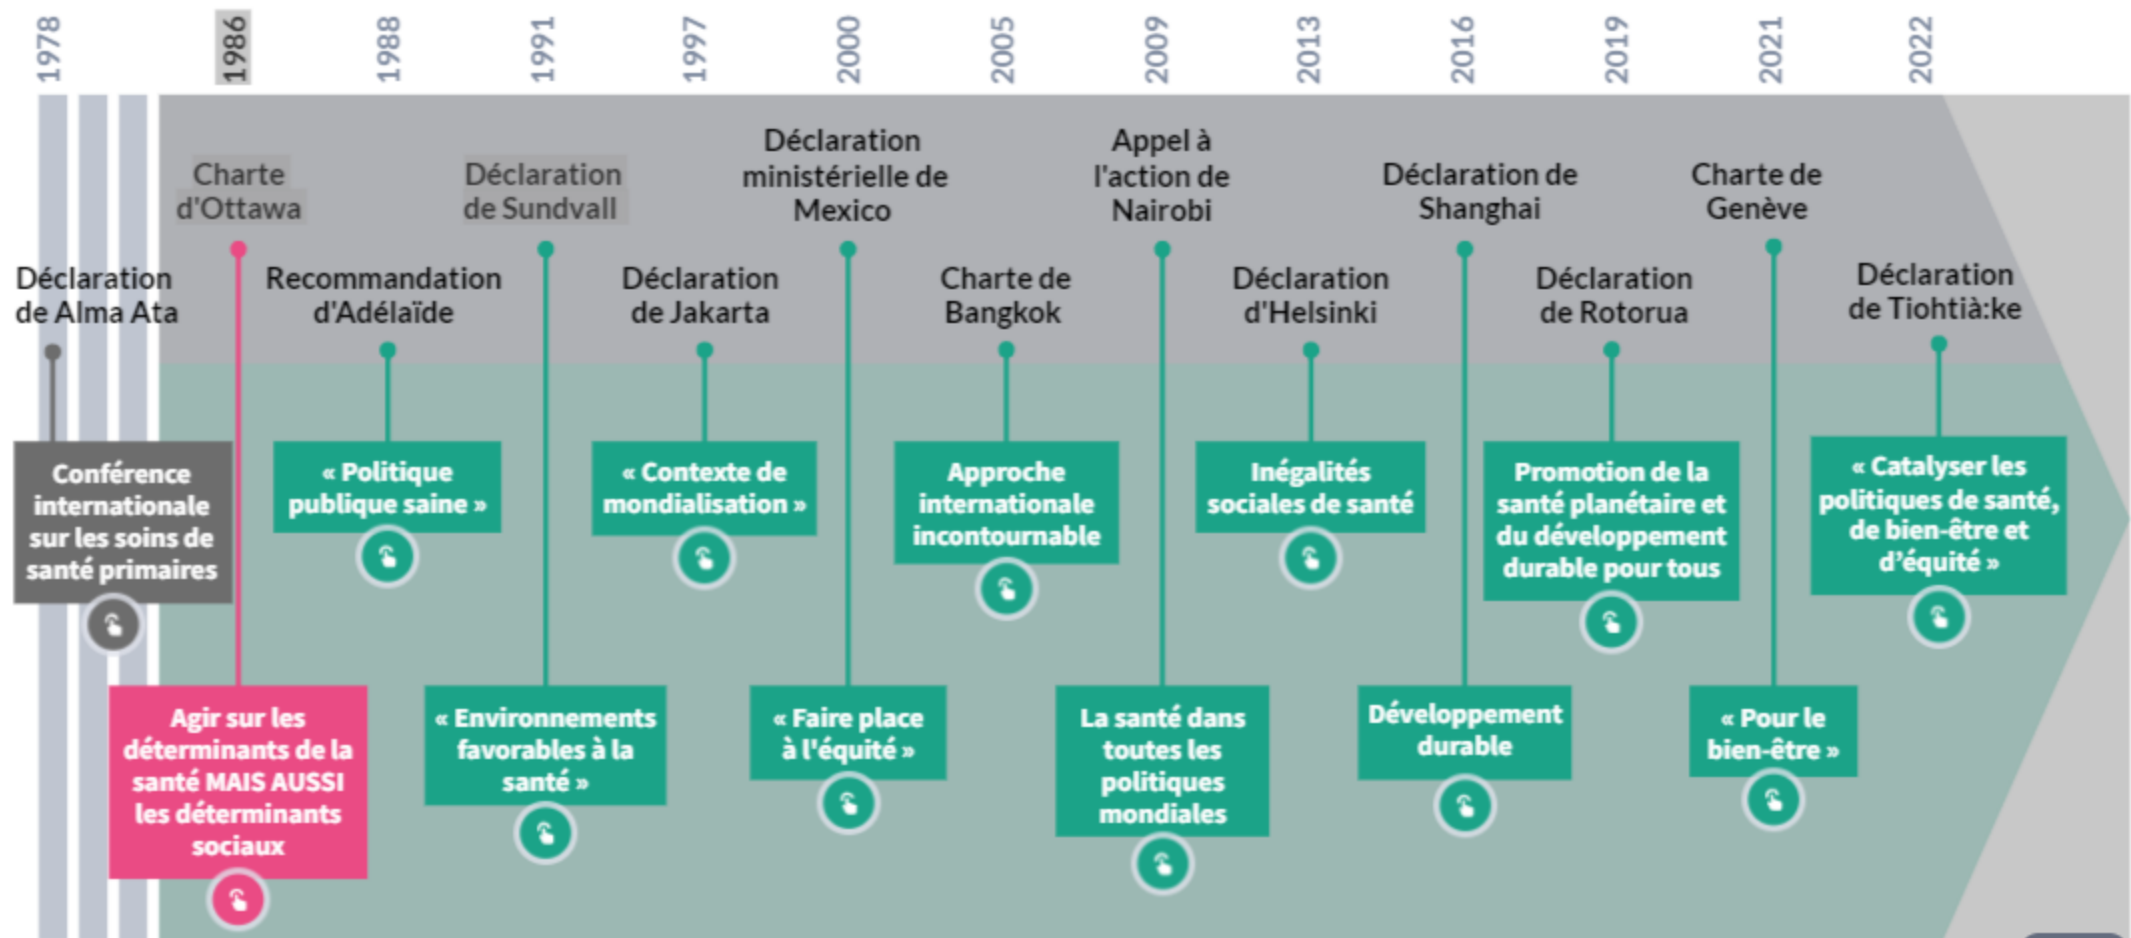 1978
1986
1988
1991
1997
2000
2005
2009
2013
2016
2019
2021
2022
Déclaration
de Alma Ata
Conférence
internationale
sur les soins de
santé primaires
Charte
d'Ottawa
Agir sur les
déterminants de la
santé MAIS AUSSI
les déterminants
sociaux
Recommandation
d'Adélaïde
« Politique
publique saine »
Déclaration
de Sundvall
« Environnements
favorables à la
santé »
Déclaration
de Jakarta
« Contexte de
mondialisation »
Déclaration
ministérielle de
Mexico
« Faire place
à l'équité »
Charte de
Bangkok
Approche
internationale
incontournable
Appel à
l'action de
Nairobi
La santé dans
toutes les
politiques
mondiales
Déclaration
d'Helsinki
Inégalités
sociales de santé
Déclaration de
Shanghai
Développement
durable
Déclaration
de Rotorua
Promotion de la
santé planétaire et
du développement
durable pour tous
Charte de
Genève
« Pour le
bien-être »
Déclaration
de Tiohtià:ke
« Catalyser les
politiques de santé,
de bien-être et
d’équité »